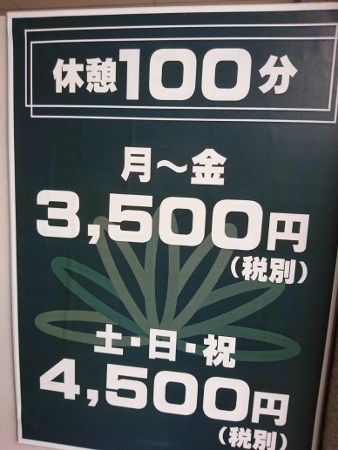 休憩100分
月～金
3,500円
(税別)
土・日・祝
4,500円
(税別)